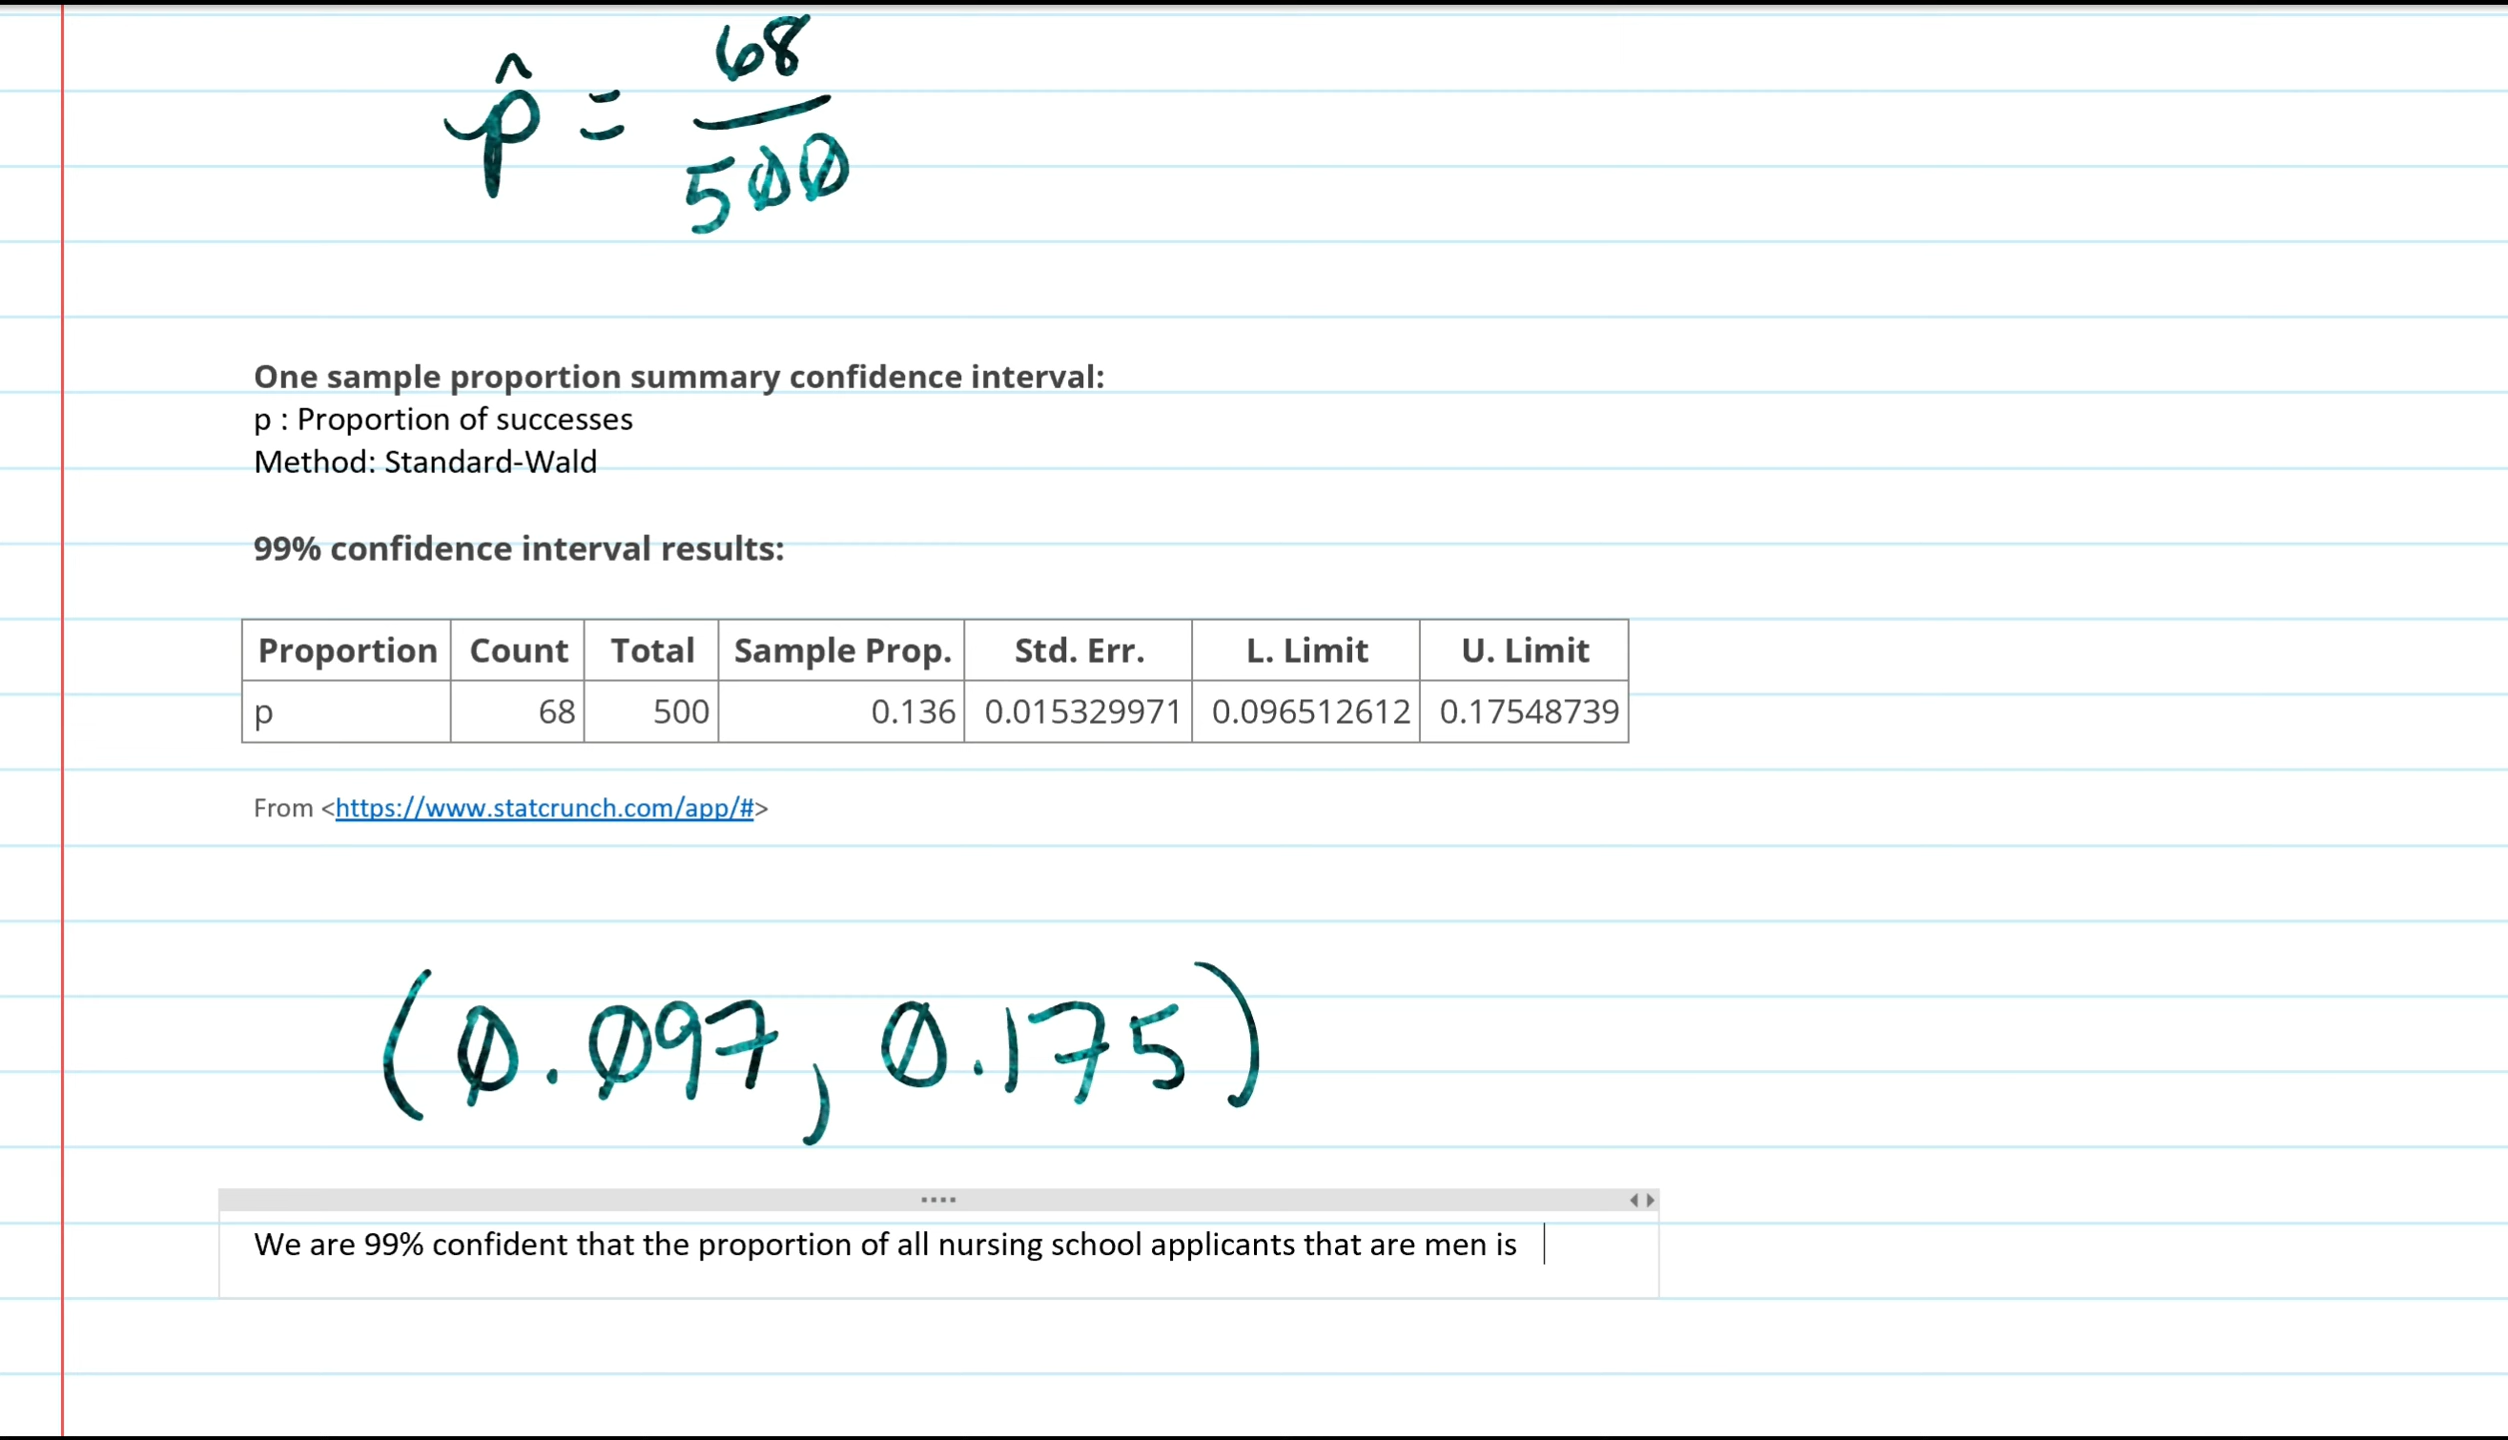 p̂ = 68/500
One sample proportion summary confidence interval:
p : Proportion of successes
Method: Standard-Wald
99% confidence interval results:
Proportion Count Total Sample Prop. Std. Err. L. Limit U. Limit
p 68 500 0.136 0.015329971 0.096512612 0.17548739
From <https://www.statcrunch.com/app/#>
(0.097, 0.175)
We are 99% confident that the proportion of all nursing school applicants that are men is